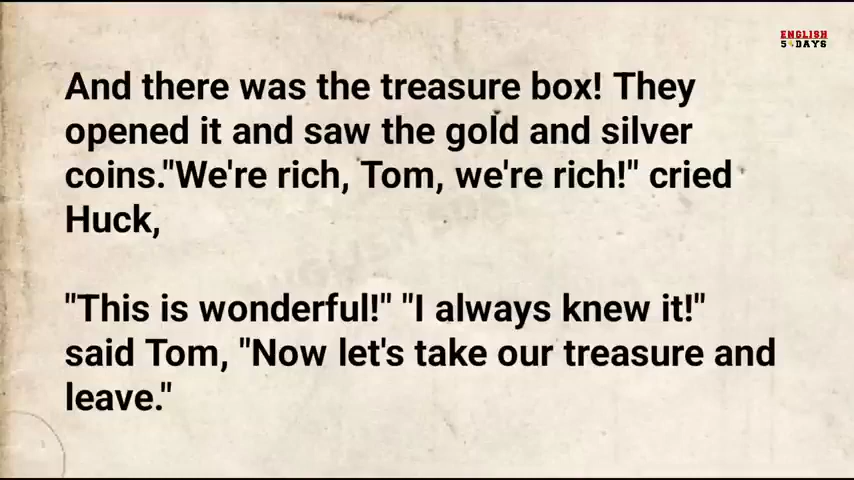 ENGLISH
5 DAYS
And there was the treasure box! They
opened it and saw the gold and silver
coins."We're rich, Tom, we're rich!" cried
Huck,
"This is wonderful!" "I always knew it!"
said Tom, "Now let's take our treasure and
leave."